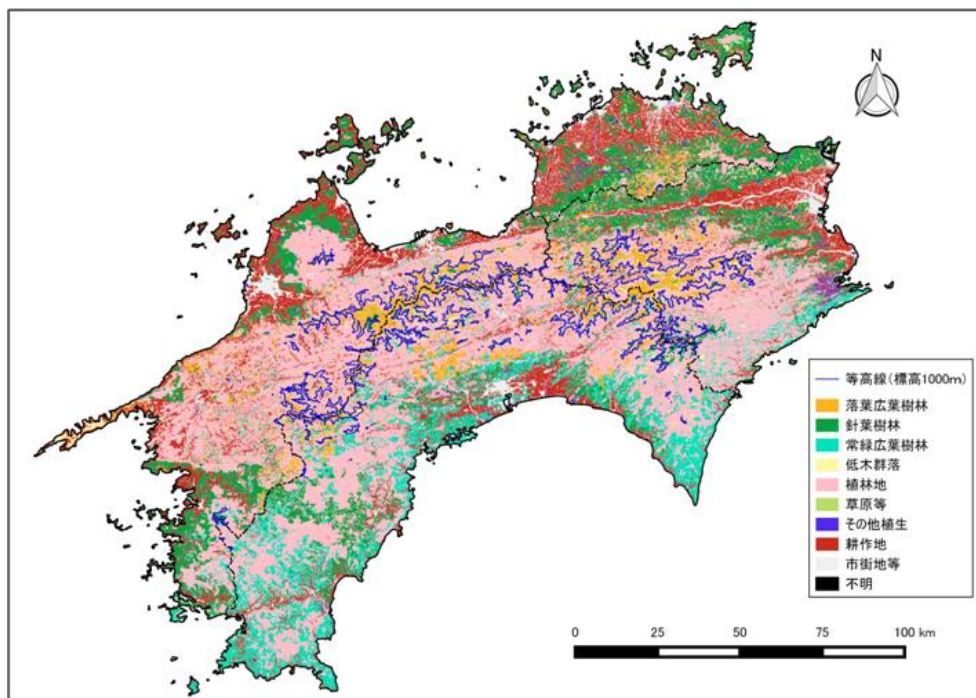 N
等高線(標高1000m)
落葉広葉樹林
針葉樹林
常緑広葉樹林
低木群落
植林地
草原等
その他植生
耕作地
市街地等
不明
0 25 50 75 100 km